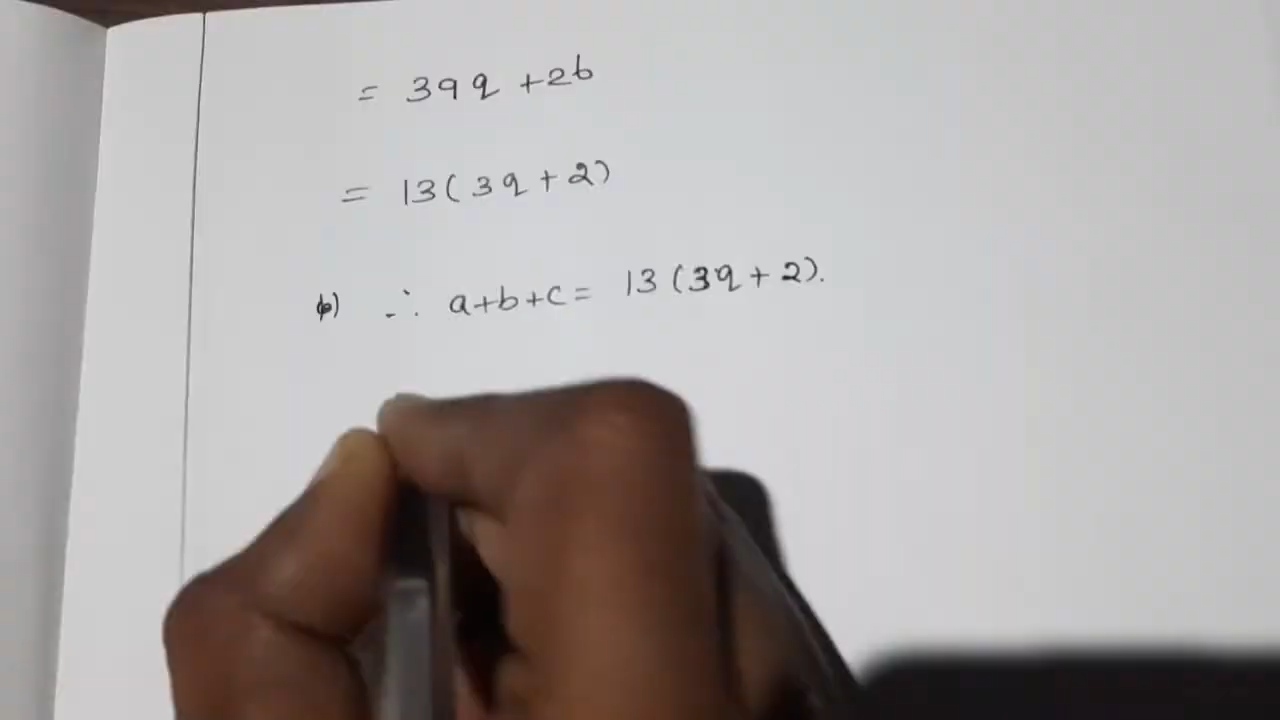 = 39q +26
= 13(3q+2)
b) ∴ a+b+c= 13(3q+2).